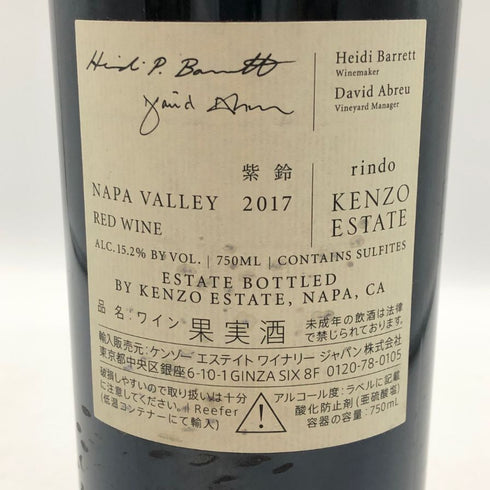 Heidi P. Barrett
David Abreu
Heidi Barrett
Winemaker
David Abreu
Vineyard Manager
紫鈴
rindo
NAPA VALLEY 2017
KENZO
ESTATE
RED WINE
ALC.15.2% BY VOL. | 750ML | CONTAINS SULFITES
ESTATE BOTTLED
BY KENZO ESTATE, NAPA, CA
品名:ワイン 果実酒 未成年の飲酒は法律
で禁じられております。
輸入販売元:ケンゾー エステイト ワイナリー ジャパン株式会社
東京都中央区銀座6-10-1 GINZA SIX 8F 0120-78-0105
破損しやすいので取り扱いは十分
に注意してください。| Reefer
(低温コンテナーにて輸入)
!
アルコール度:ラベルに記載
酸化防止剤(亜硫酸塩)
容器の容量:750mL